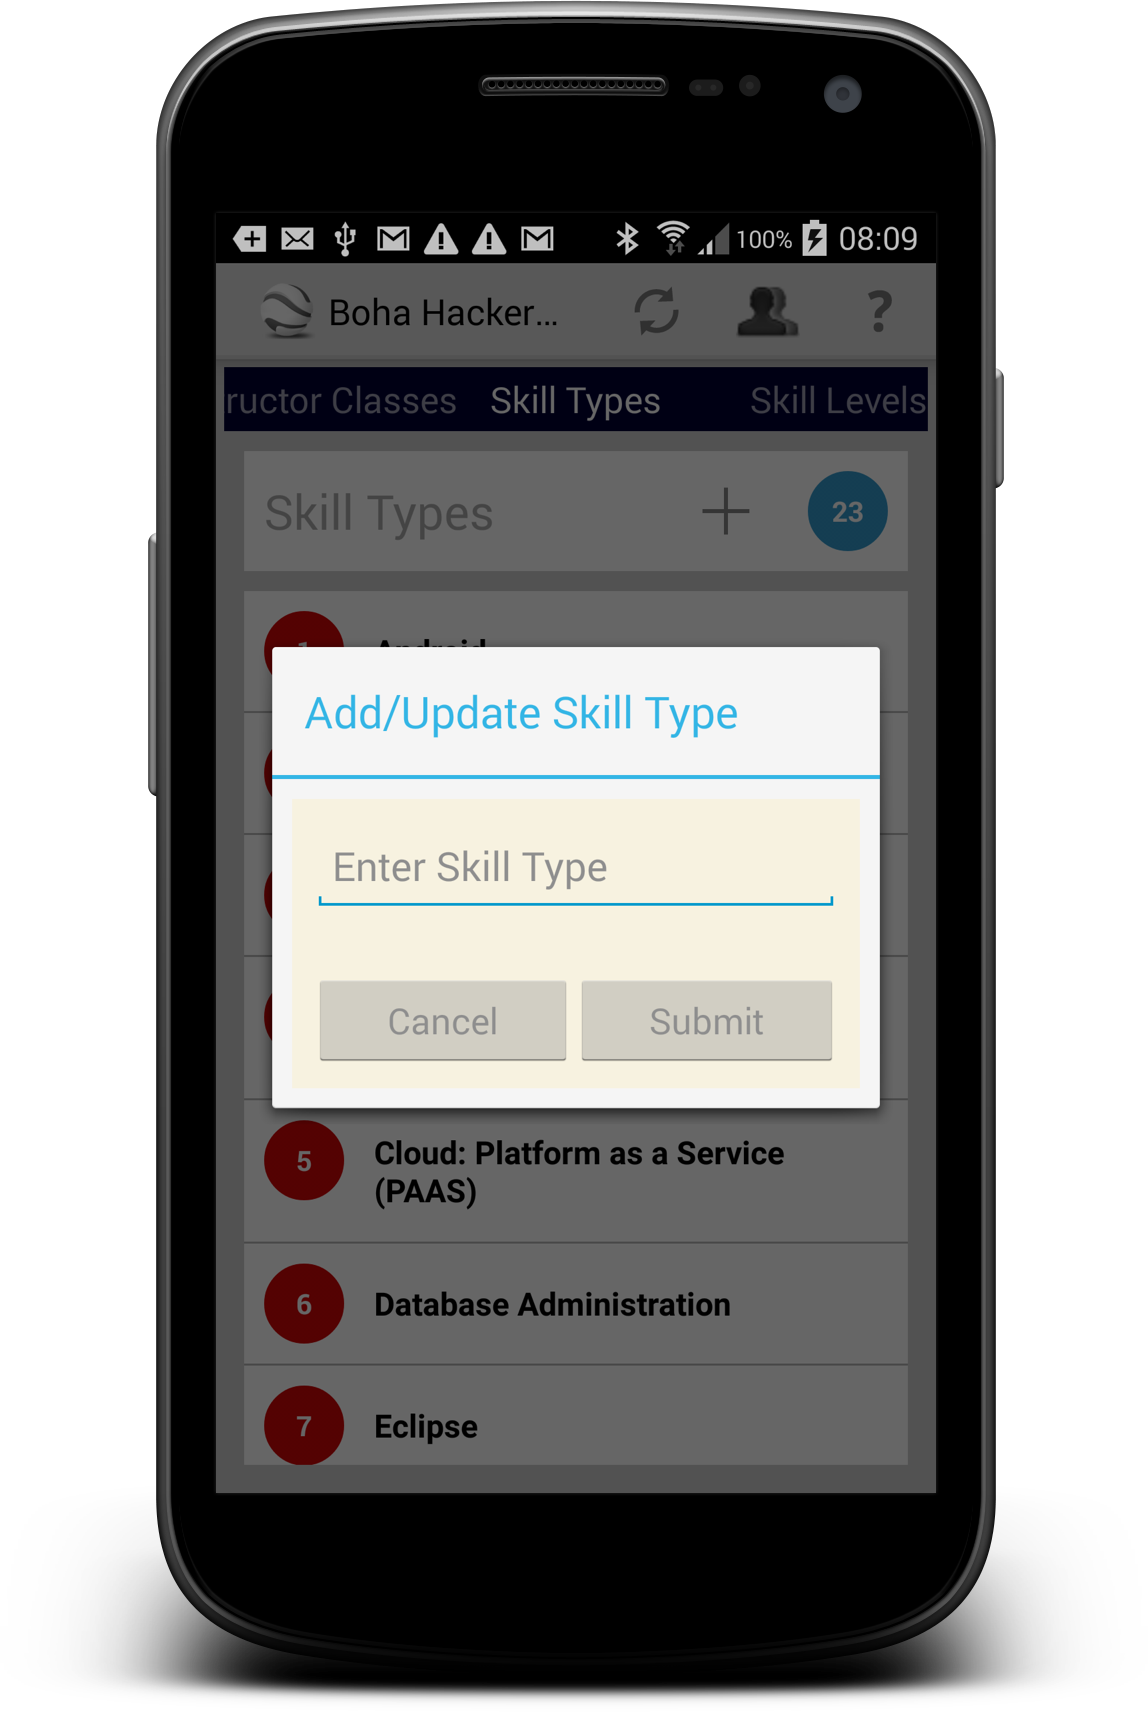 100% 08:09
Boha Hacker... ?
ructor Classes Skill Types Skill Levels
Skill Types + 23
1 Android
Add/Update Skill Type
Enter Skill Type
Cancel Submit
5 Cloud: Platform as a Service
(PAAS)
6 Database Administration
7 Eclipse